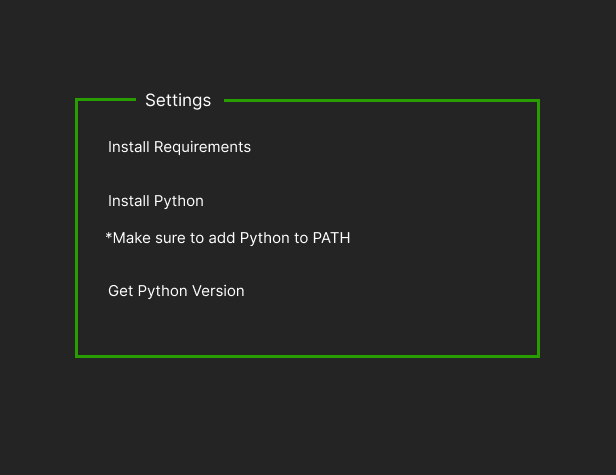 Settings
Install Requirements
Install Python
*Make sure to add Python to PATH
Get Python Version